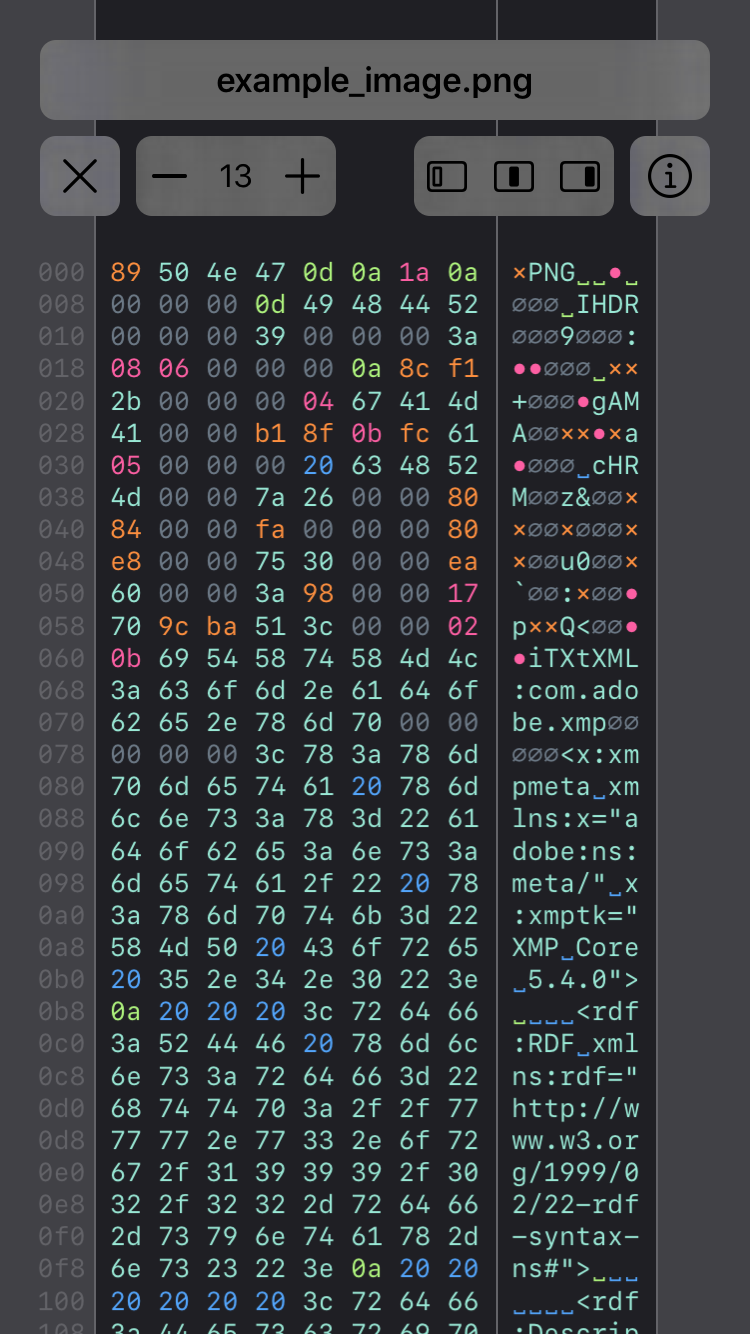 example_image.png
13
000 89 50 4e 47 0d 0a 1a 0a ×PNG␣␣•␣
008 00 00 00 0d 49 48 44 52 ∅∅∅␣IHDR
010 00 00 00 39 00 00 00 3a ∅∅∅9∅∅∅:
018 08 06 00 00 00 0a 8c f1 ••∅∅∅␣××
020 2b 00 00 00 04 67 41 4d +∅∅∅•gAM
028 41 00 00 b1 8f 0b fc 61 A∅∅××•×a
030 05 00 00 00 20 63 48 52 •∅∅∅␣cHR
038 4d 00 00 7a 26 00 00 80 M∅∅z&∅∅×
040 84 00 00 fa 00 00 00 80 ×∅∅×∅∅∅×
048 e8 00 00 75 30 00 00 ea ×∅∅u0∅∅×
050 60 00 00 3a 98 00 00 17 `∅∅:×∅∅•
058 70 9c ba 51 3c 00 00 02 p××Q<∅∅•
060 0b 69 54 58 74 58 4d 4c •iTXtXML
068 3a 63 6f 6d 2e 61 64 6f :com.ado
070 62 65 2e 78 6d 70 00 00 be.xmp∅∅
078 00 00 00 3c 78 3a 78 6d ∅∅∅<x:xm
080 70 6d 65 74 61 20 78 6d pmeta␣xm
088 6c 6e 73 3a 78 3d 22 61 lns:x="a
090 64 6f 62 65 3a 6e 73 3a dobe:ns:
098 6d 65 74 61 2f 22 20 78 meta/"␣x
0a0 3a 78 6d 70 74 6b 3d 22 :xmptk="
0a8 58 4d 50 20 43 6f 72 65 XMP␣Core
0b0 20 35 2e 34 2e 30 22 3e ␣5.4.0">
0b8 0a 20 20 20 3c 72 64 66 ␣␣␣␣<rdf
0c0 3a 52 44 46 20 78 6d 6c :RDF␣xml
0c8 6e 73 3a 72 64 66 3d 22 ns:rdf="
0d0 68 74 74 70 3a 2f 2f 77 http://w
0d8 77 77 2e 77 33 2e 6f 72 ww.w3.or
0e0 67 2f 31 39 39 39 2f 30 g/1999/0
0e8 32 2f 32 32 2d 72 64 66 2/22-rdf
0f0 2d 73 79 6e 74 61 78 2d -syntax-
0f8 6e 73 23 22 3e 0a 20 20 ns#">␣␣␣
100 20 20 20 20 3c 72 64 66 ␣␣␣␣<rdf
108 3a 44 65 73 63 72 69 70 :Descrip